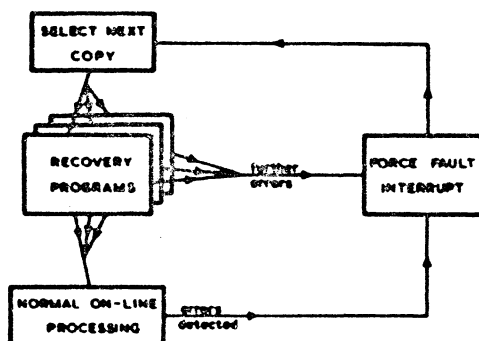 SELECT NEXT
COPY
RECOVERY
PROGRAMS
further
errors
FORCE FAULT
INTERRUPT
NORMAL ON-LINE
PROCESSING
errors
detected